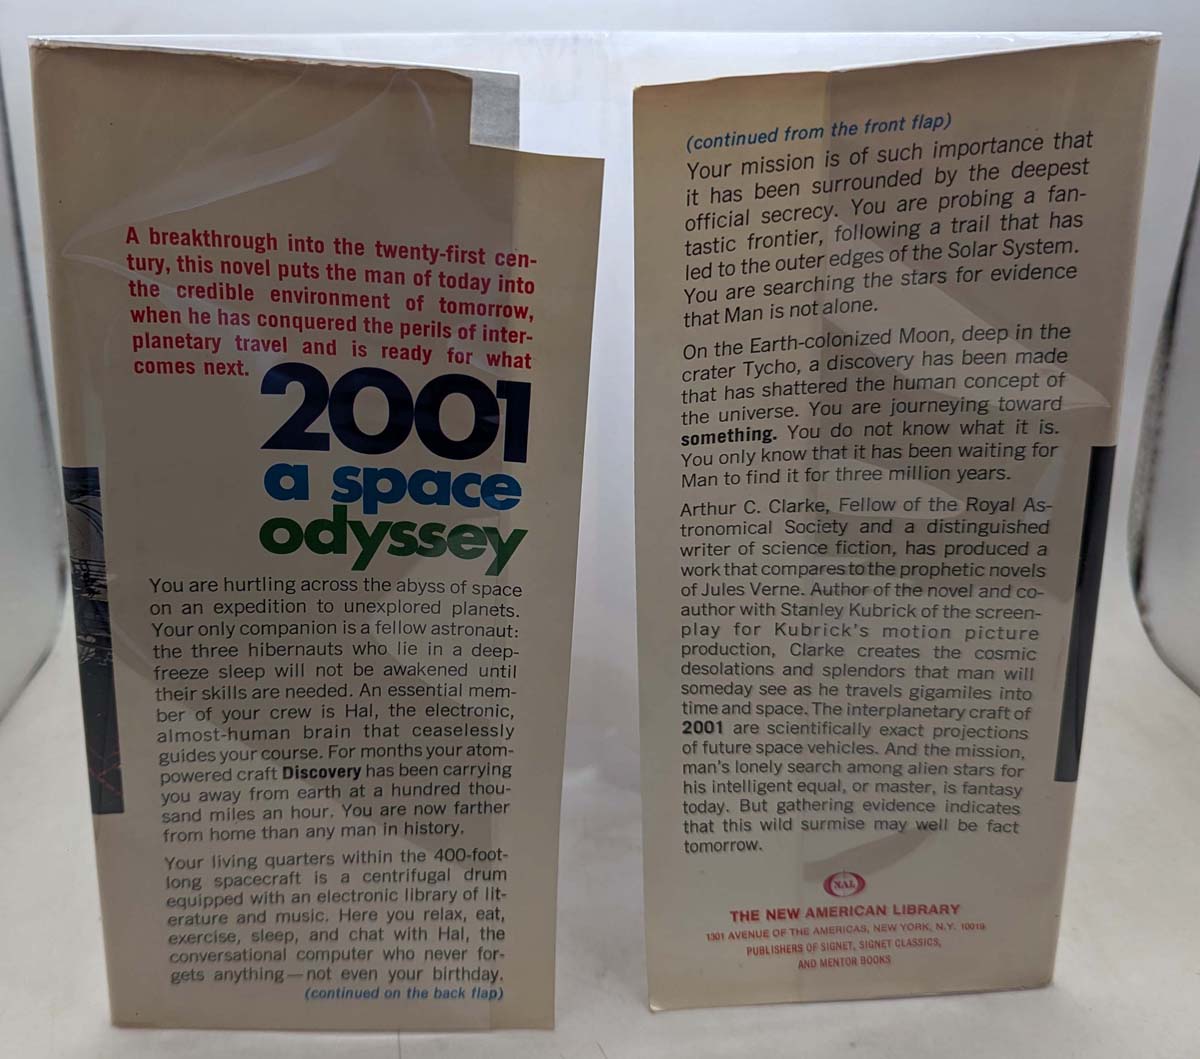 A breakthrough into the twenty-first cen-
tury, this novel puts the man of today into
the credible environment of tomorrow,
when he has conquered the perils of inter-
planetary travel and is ready for what
comes next.
2001
a space
odyssey
You are hurtling across the abyss of space
on an expedition to unexplored planets.
Your only companion is a fellow astronaut:
the three hibernauts who lie in a deep-
freeze sleep will not be awakened until
their skills are needed. An essential mem-
ber of your crew is Hal, the electronic,
almost-human brain that ceaselessly
guides your course. For months your atom-
powered craft Discovery has been carrying
you away from earth at a hundred thou-
sand miles an hour. You are now farther
from home than any man in history.
Your living quarters within the 400-foot-
long spacecraft is a centrifugal drum
equipped with an electronic library of lit-
erature and music. Here you relax, eat,
exercise, sleep, and chat with Hal, the
conversational computer who never for-
gets anything—not even your birthday.
(continued on the back flap)
(continued from the front flap)
Your mission is of such importance that
it has been surrounded by the deepest
official secrecy. You are probing a fan-
tastic frontier, following a trail that has
led to the outer edges of the Solar System.
You are searching the stars for evidence
that Man is not alone.
On the Earth-colonized Moon, deep in the
crater Tycho, a discovery has been made
that has shattered the human concept of
the universe. You are journeying toward
something. You do not know what it is.
You only know that it has been waiting for
Man to find it for three million years.
Arthur C. Clarke, Fellow of the Royal As-
tronomical Society and a distinguished
writer of science fiction, has produced a
work that compares to the prophetic novels
of Jules Verne. Author of the novel and co-
author with Stanley Kubrick of the screen-
play for Kubrick's motion picture
production, Clarke creates the cosmic
desolations and splendors that man will
someday see as he travels gigamiles into
time and space. The interplanetary craft of
2001 are scientifically exact projections
of future space vehicles. And the mission,
man's lonely search among alien stars for
his intelligent equal, or master, is fantasy
today. But gathering evidence indicates
that this wild surmise may well be fact
tomorrow.
NAL
THE NEW AMERICAN LIBRARY
1301 AVENUE OF THE AMERICAS, NEW YORK, N.Y. 10019
PUBLISHERS OF SIGNET, SIGNET CLASSICS,
AND MENTOR BOOKS